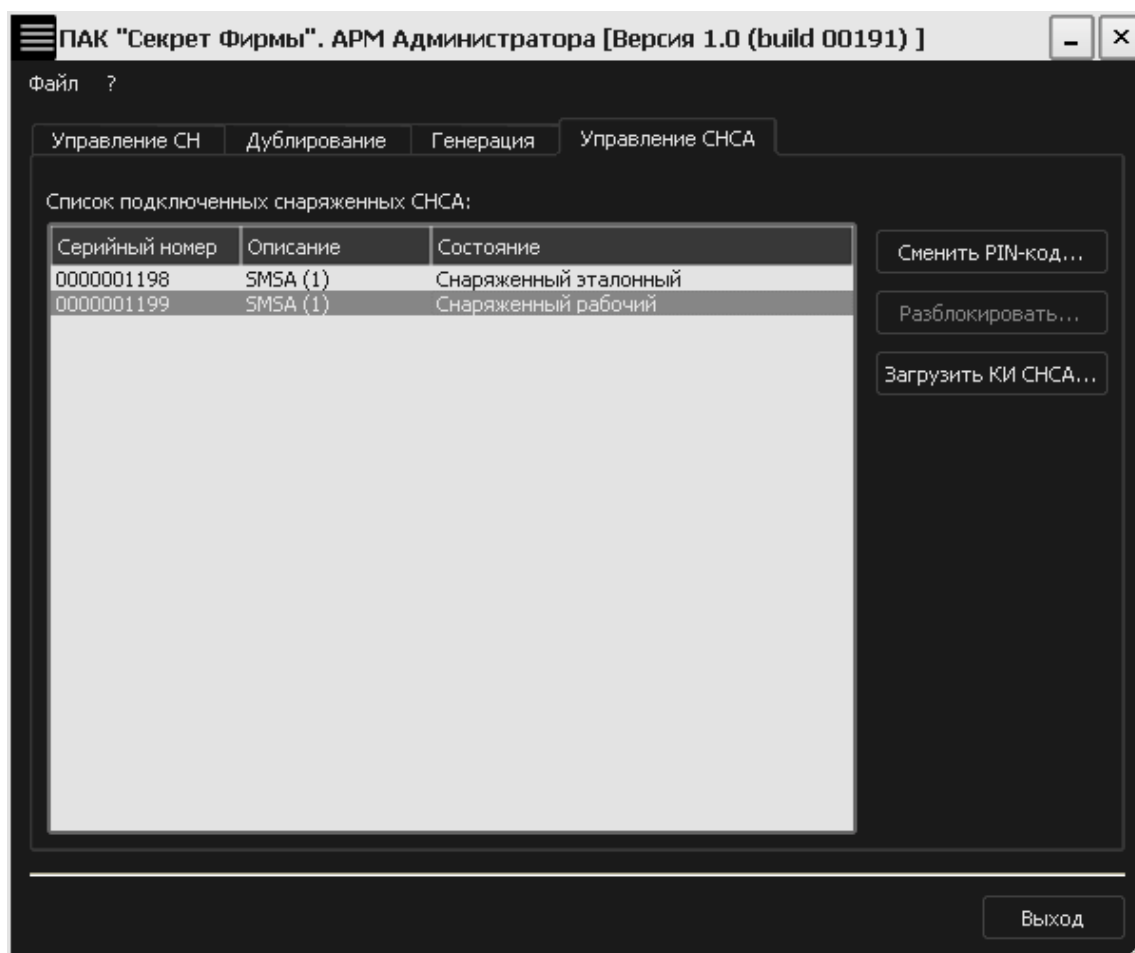 ПАК "Секрет Фирмы". АРМ Администратора [Версия 1.0 (build 00191) ]
Файл ?
Управление СН Дублирование Генерация Управление СНСА
Список подключенных снаряженных СНСА:
Серийный номер Описание Состояние
0000001198 SMSA (1) Снаряженный эталонный
0000001199 SMSA (1) Снаряженный рабочий
Сменить PIN-код...
Разблокировать...
Загрузить КИ СНСА...
Выход